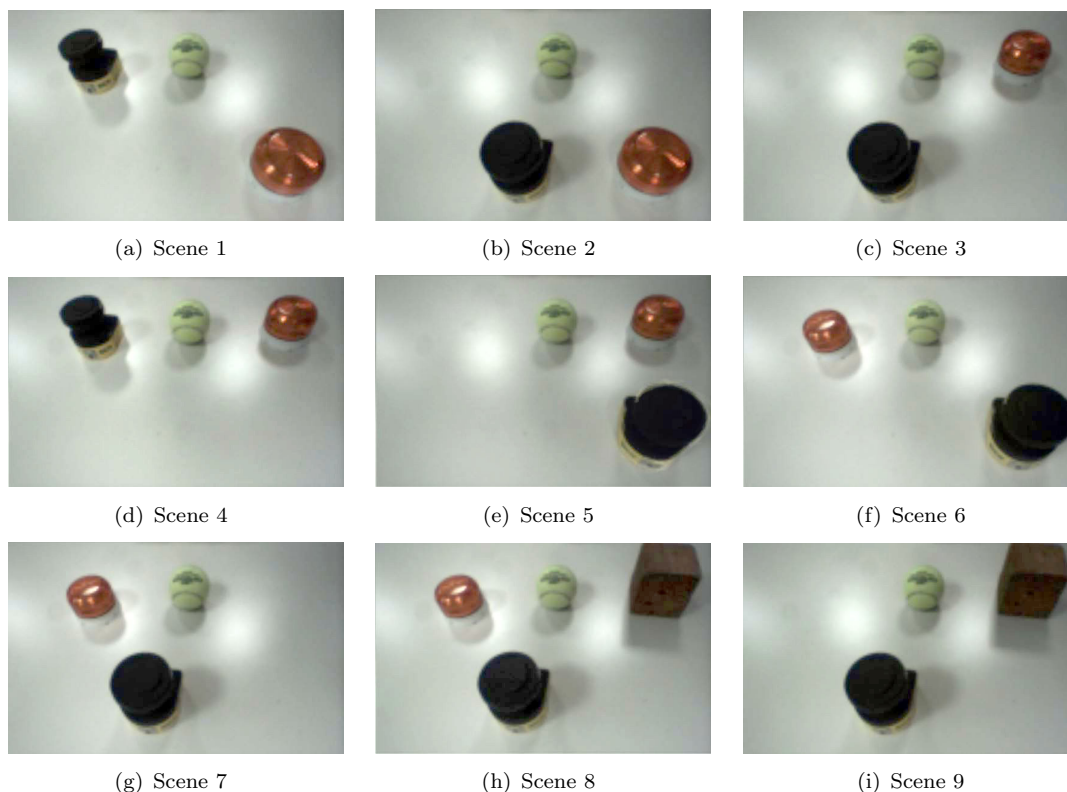 (a) Scene 1
(b) Scene 2
(c) Scene 3
(d) Scene 4
(e) Scene 5
(f) Scene 6
(g) Scene 7
(h) Scene 8
(i) Scene 9